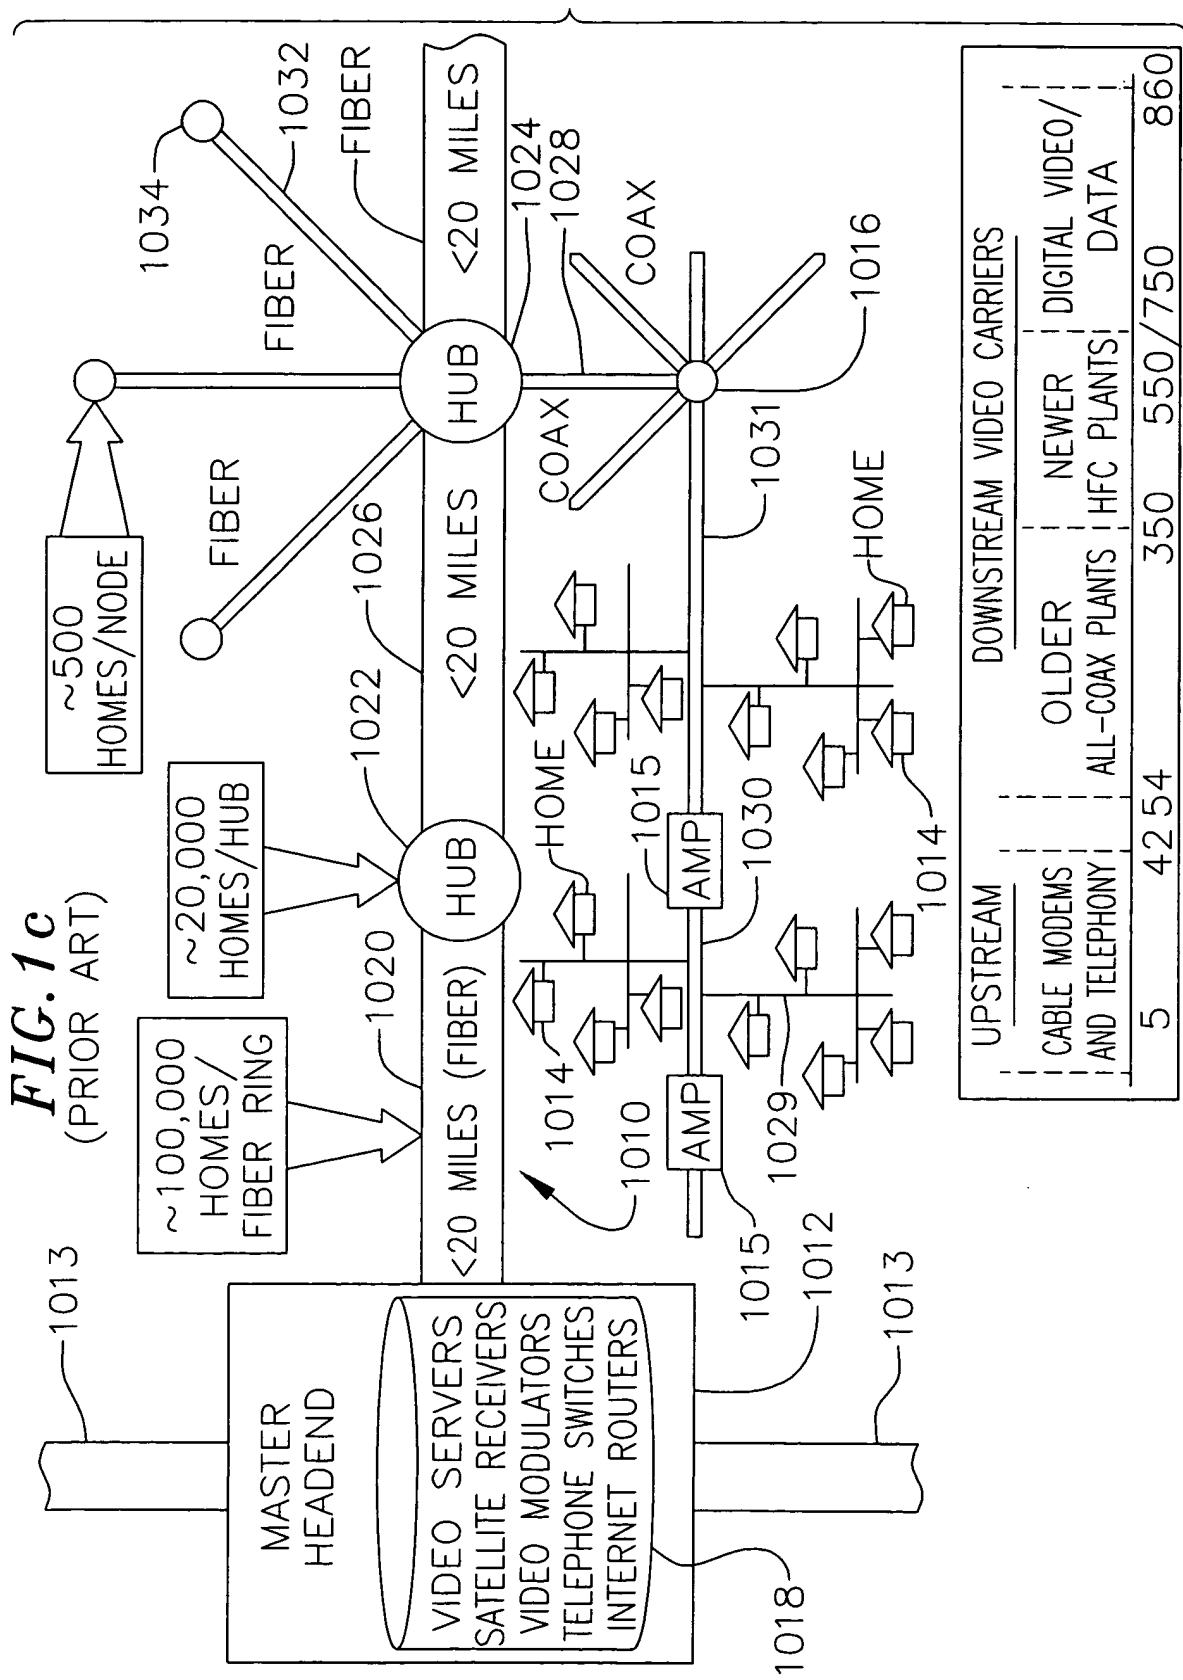 FIG. 1c
(PRIOR ART)
~100,000
HOMES/
FIBER RING
~20,000
HOMES/HUB
~500
HOMES/NODE
1013
1020
1022
1026
1034
1032
FIBER
FIBER
FIBER
MASTER
HEADEND
VIDEO SERVERS
SATELLITE RECEIVERS
VIDEO MODULATORS
TELEPHONE SWITCHES
INTERNET ROUTERS
<20 MILES (FIBER)
HUB
<20 MILES
HUB
<20 MILES
1024
1028
COAX
COAX
1010
1014
HOME
1015
AMP
AMP
1030
1031
1016
1015
1029
1014
HOME
1012
1013
1018
UPSTREAM
DOWNSTREAM VIDEO CARRIERS
CABLE MODEMS
AND TELEPHONY
OLDER
ALL-COAX PLANTS
NEWER
HFC PLANTS
DIGITAL VIDEO/
DATA
5 42 54 350 550/750 860